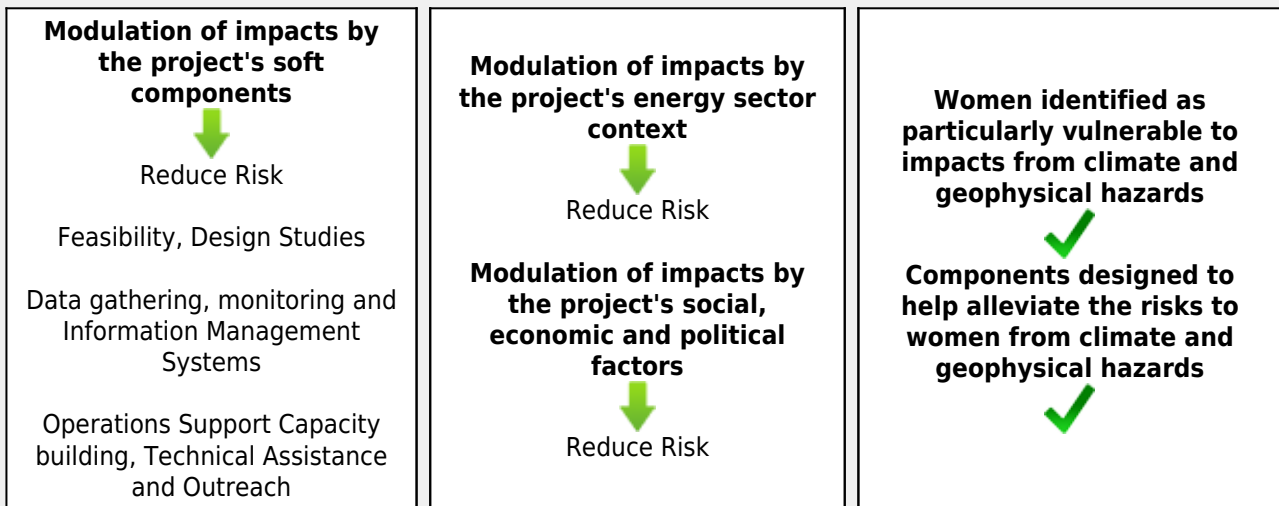 Modulation of impacts by
the project's soft
components
Reduce Risk
Feasibility, Design Studies
Data gathering, monitoring and
Information Management
Systems
Operations Support Capacity
building, Technical Assistance
and Outreach
Modulation of impacts by
the project's energy sector
context
Reduce Risk
Modulation of impacts by
the project's social,
economic and political
factors
Reduce Risk
Women identified as
particularly vulnerable to
impacts from climate and
geophysical hazards
Components designed to
help alleviate the risks to
women from climate and
geophysical hazards